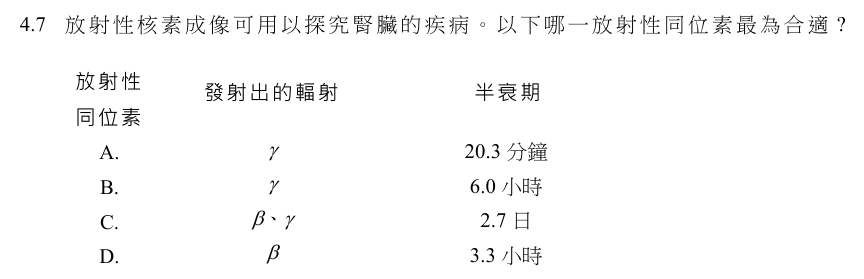 4.7 放射性核素成像可用以探究腎臟的疾病。以下哪一放射性同位素最為合適？
放射性同位素 發射出的輻射 半衰期
A. γ 20.3 分鐘
B. γ 6.0 小時
C. β、γ 2.7 日
D. β 3.3 小時